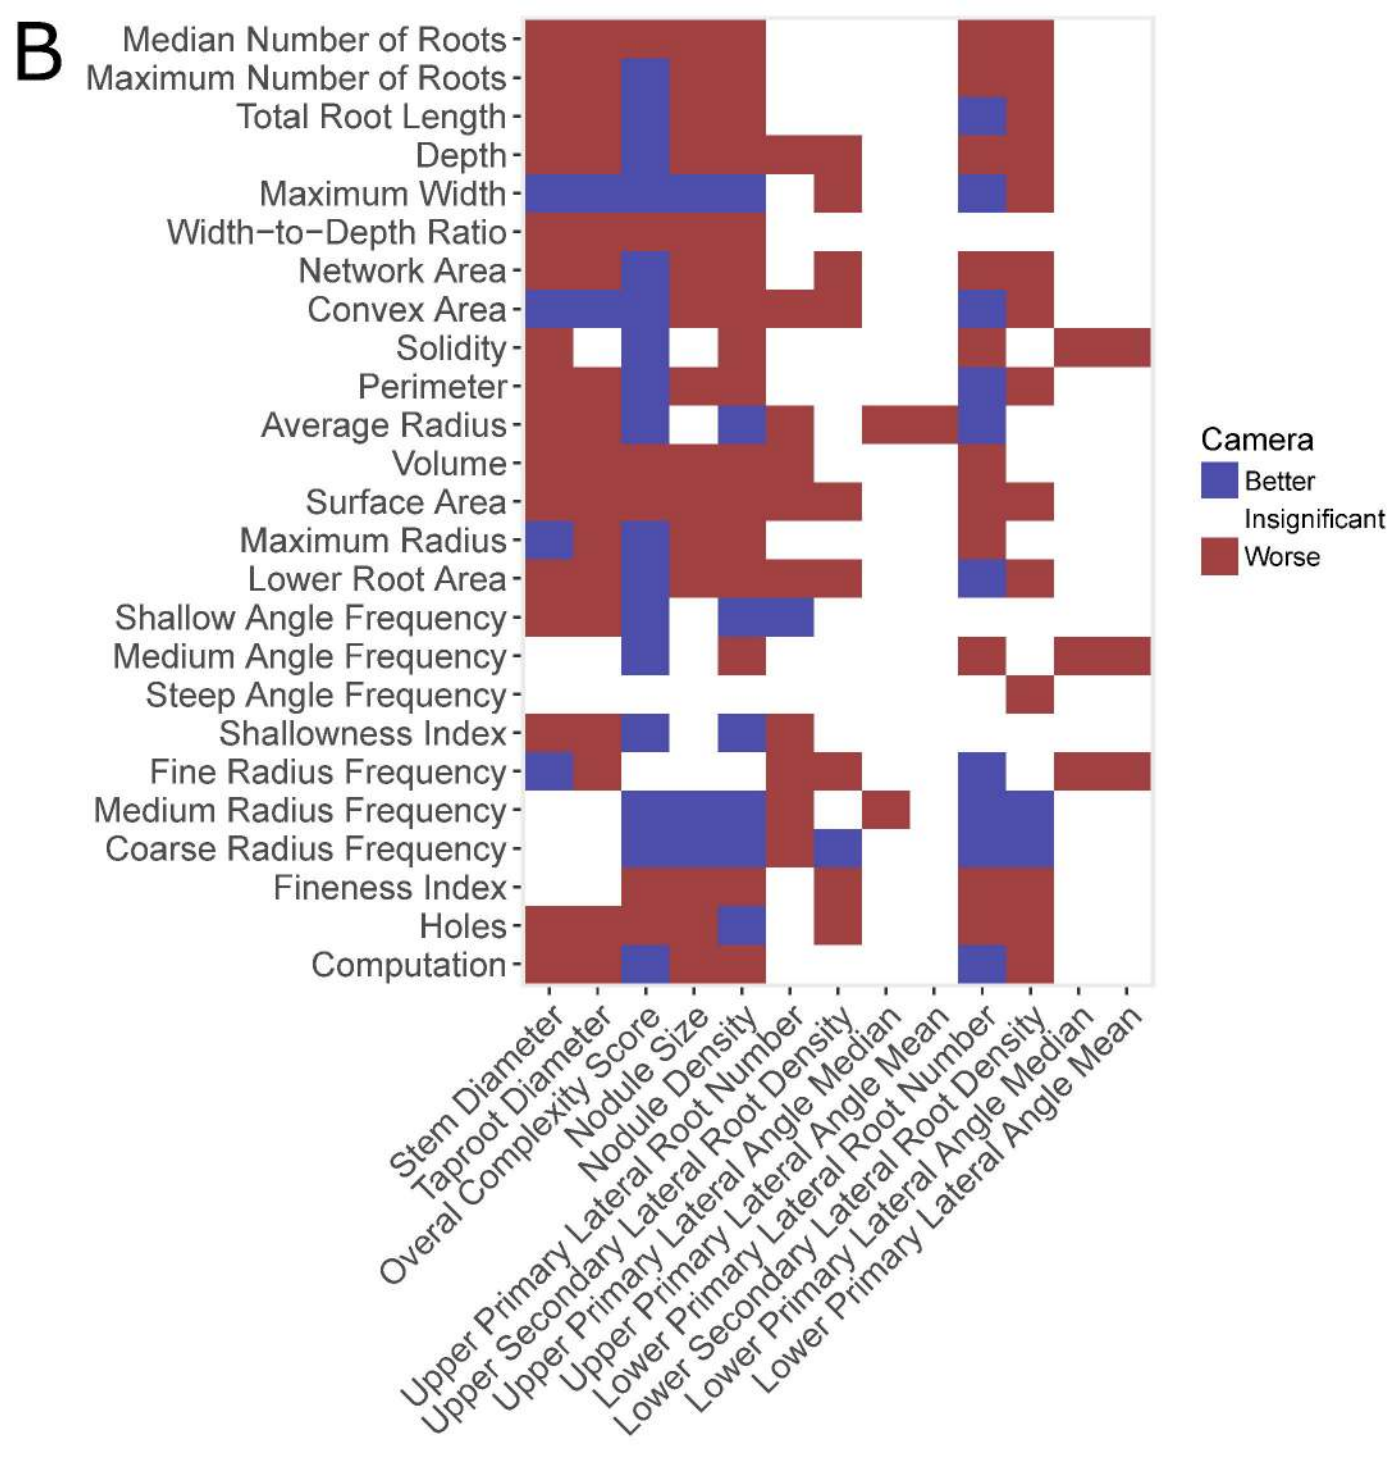 B
Median Number of Roots
Maximum Number of Roots
Total Root Length
Depth
Maximum Width
Width−to−Depth Ratio
Network Area
Convex Area
Solidity
Perimeter
Average Radius
Volume
Surface Area
Maximum Radius
Lower Root Area
Shallow Angle Frequency
Medium Angle Frequency
Steep Angle Frequency
Shallowness Index
Fine Radius Frequency
Medium Radius Frequency
Coarse Radius Frequency
Fineness Index
Holes
Computation
Camera
Better
Insignificant
Worse
Stem Diameter
Taproot Diameter
Overal Complexity Score
Nodule Size
Nodule Density
Upper Primary Lateral Root Number
Upper Secondary Lateral Root Density
Upper Primary Lateral Angle Median
Upper Primary Lateral Angle Mean
Lower Primary Lateral Root Number
Lower Secondary Lateral Root Density
Lower Primary Lateral Angle Median
Lower Primary Lateral Angle Mean